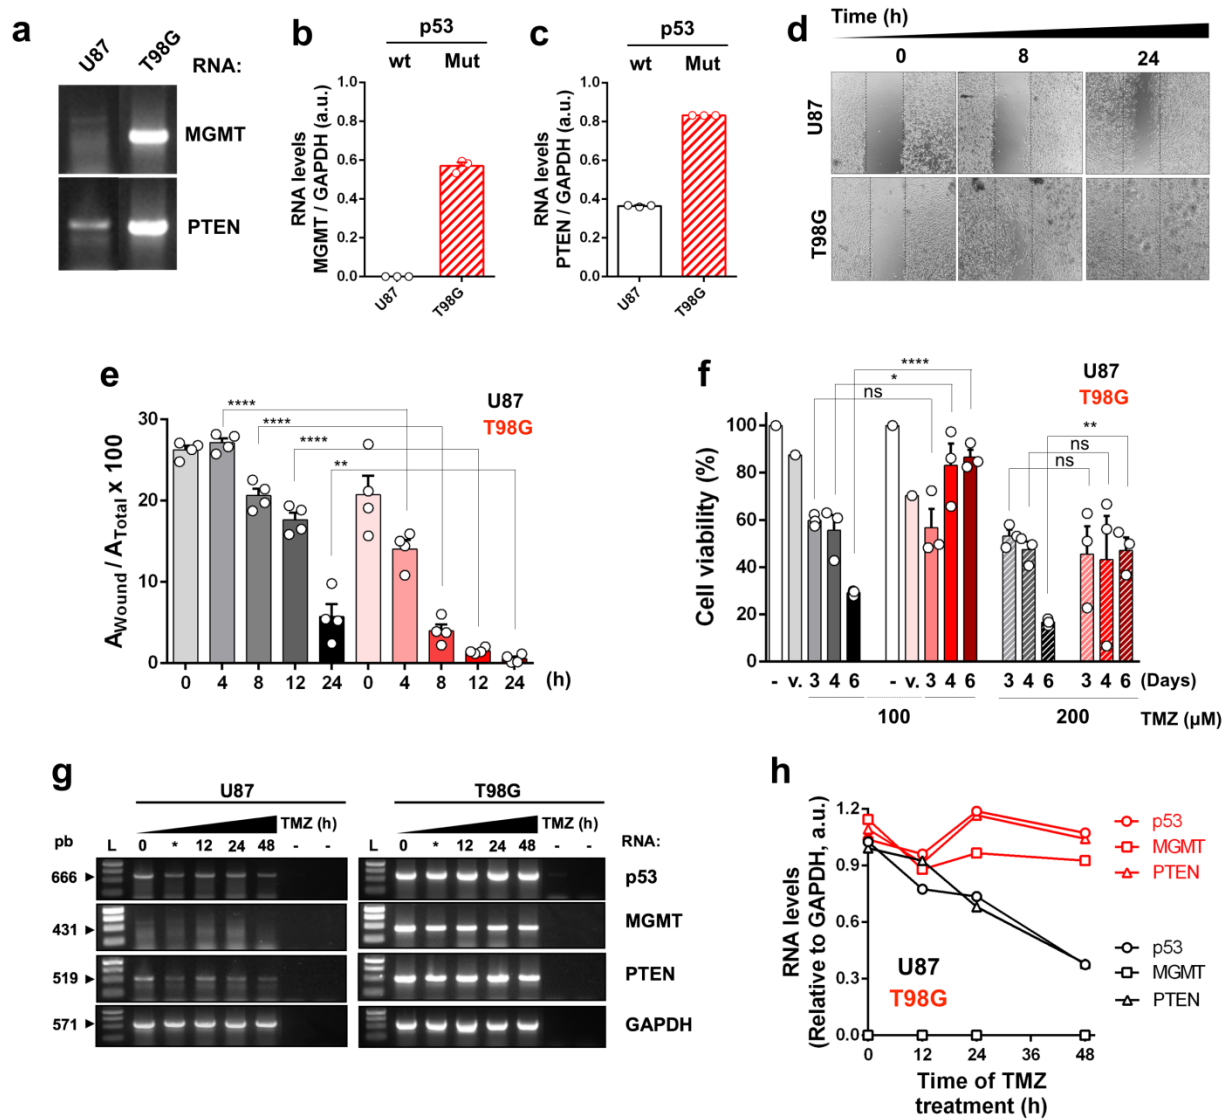 a
U87
T98G
RNA:
MGMT
PTEN
b
p53
wt
Mut
RNA levels
MGMT / GAPDH (a.u.)
1.0
0.8
0.6
0.4
0.2
0.0
U87
T98G
c
p53
wt
Mut
RNA levels
PTEN / GAPDH (a.u.)
1.0
0.8
0.6
0.4
0.2
0.0
U87
T98G
d
Time (h)
0
8
24
U87
T98G
e
U87
T98G
****
****
****
**
AWound / ATotal x 100
30
20
10
0
0 4 8 12 24 0 4 8 12 24 (h)
f
U87
T98G
****
*
ns
**
ns
ns
Cell viability (%)
100
80
60
40
20
0
- v. 3 4 6 - v. 3 4 6 3 4 6 3 4 6 (Days)
100 200 TMZ (µM)
g
U87
T98G
TMZ (h)
TMZ (h)
pb L 0 * 12 24 48 - - L 0 * 12 24 48 - - RNA:
666 p53
431 MGMT
519 PTEN
571 GAPDH
h
RNA levels
(Relative to GAPDH, a.u.)
1.2
0.9
0.6
0.3
0.0
U87
T98G
0 12 24 36 48
Time of TMZ
treatment (h)
p53
MGMT
PTEN
p53
MGMT
PTEN